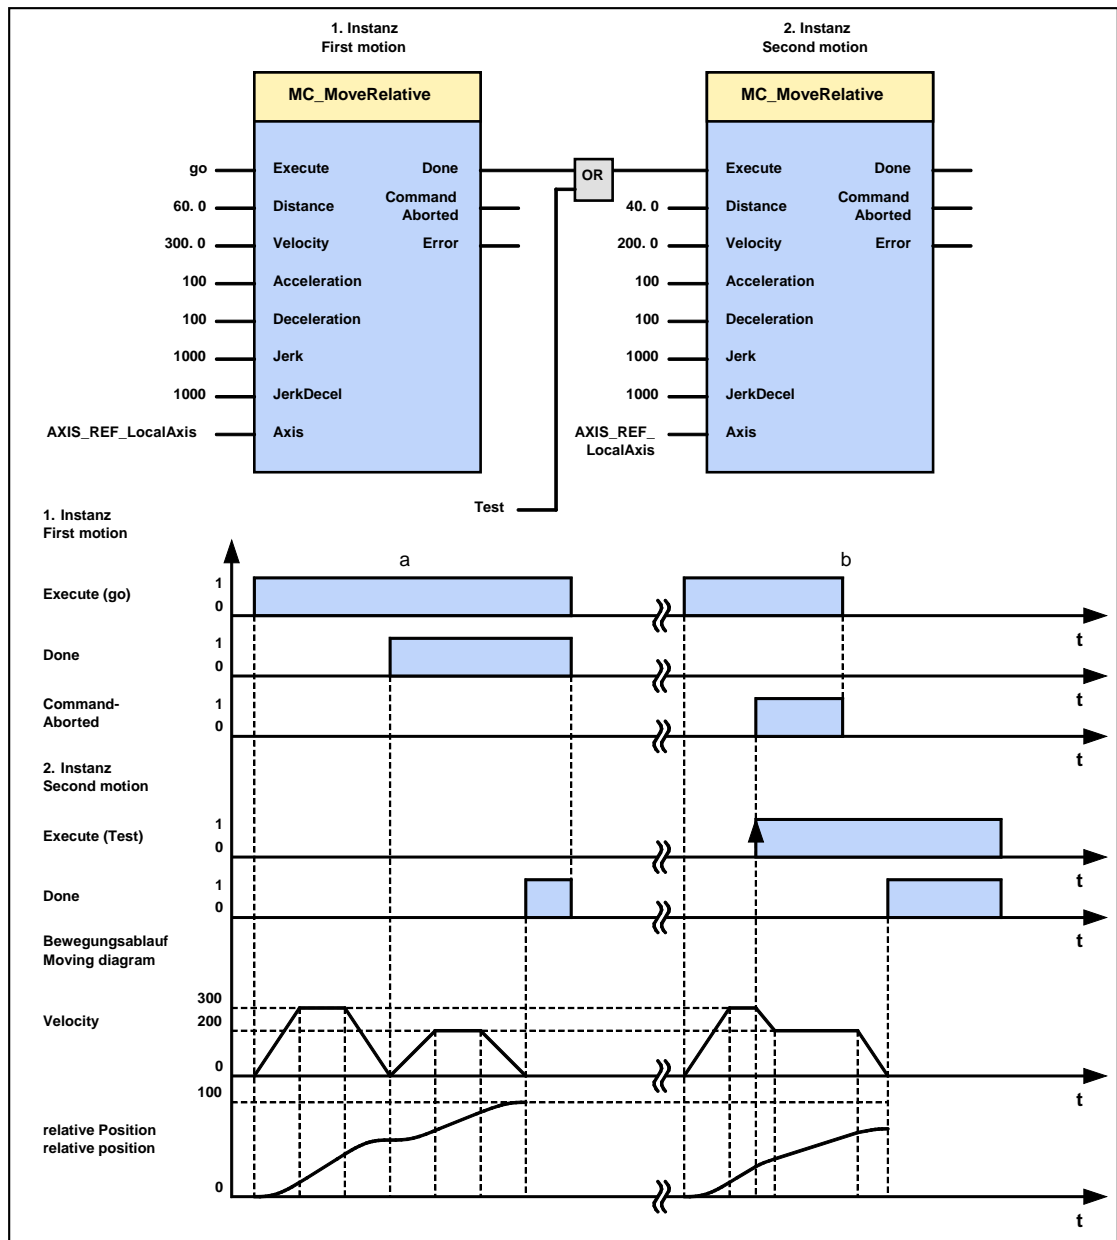 1. Instanz
First motion
2. Instanz
Second motion
MC_MoveRelative
MC_MoveRelative
go
Execute
Done
OR
Execute
Done
60. 0
Distance
Command
Aborted
40. 0
Distance
Command
Aborted
300. 0
Velocity
Error
200. 0
Velocity
Error
100
Acceleration
100
Acceleration
100
Deceleration
100
Deceleration
1000
Jerk
1000
Jerk
1000
JerkDecel
1000
JerkDecel
AXIS_REF_LocalAxis
Axis
AXIS_REF_
LocalAxis
Axis
Test
1. Instanz
First motion
a
b
Execute (go)
1
0
t
Done
1
0
t
Command-
Aborted
1
0
t
2. Instanz
Second motion
Execute (Test)
1
0
t
Done
1
0
t
Bewegungsablauf
Moving diagram
Velocity
300
200
0
t
100
relative Position
relative position
0
t